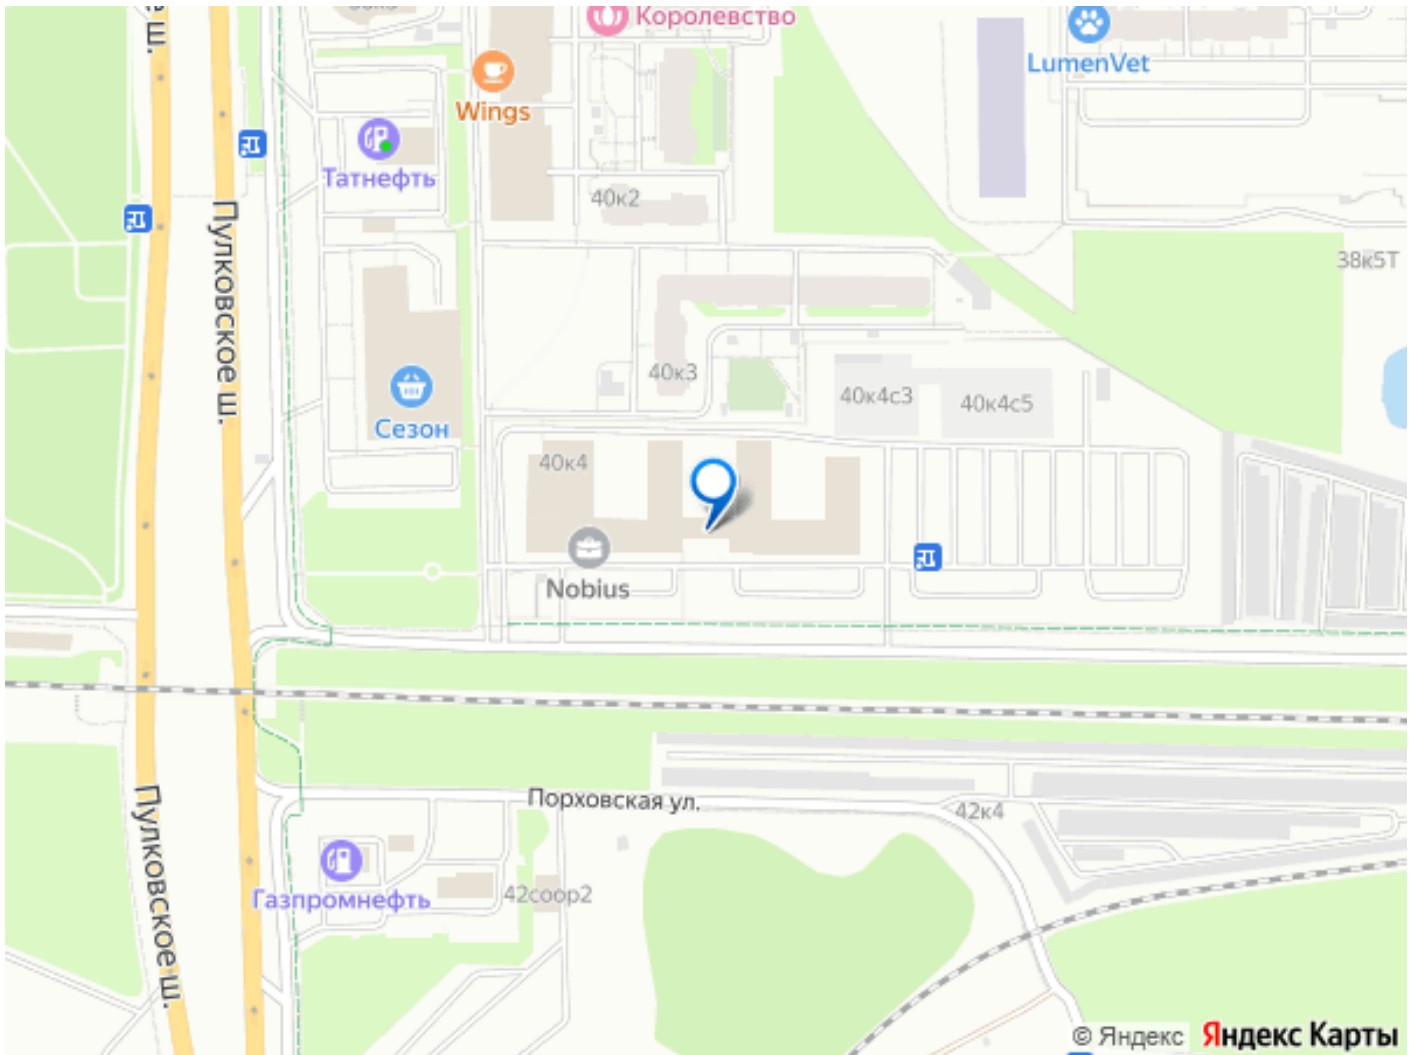 Королевство
LumenVet
Wings
Татнефть
40к2
Пулковское ш.
38к5Т
40к3
40к4с3
40к4с5
Сезон
40к4
Nobius
Порховская ул.
42к4
Пулковское ш.
Газпромнефть
42соор2
© Яндекс Яндекс Карты